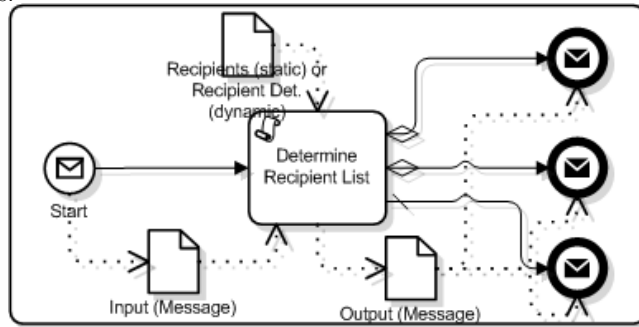 Recipients (static) or
Recipient Det.
(dynamic)
Determine
Recipient List
Start
Input (Message)
Output (Message)